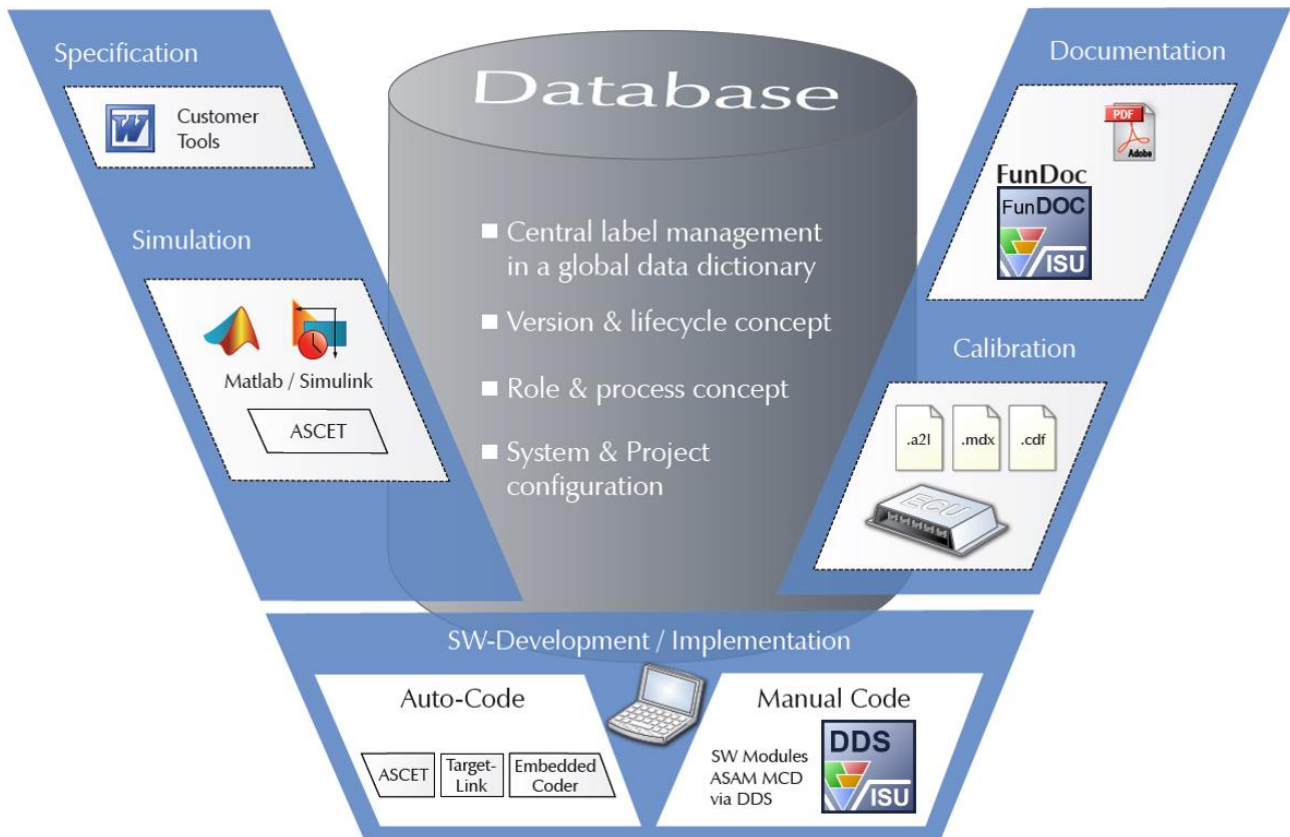 Specification
W
Customer
Tools
Simulation
Matlab / Simulink
ASCET
Database
■ Central label management
in a global data dictionary
■ Version & lifecycle concept
■ Role & process concept
■ System & Project
configuration
Documentation
PDF
Adobe
FunDoc
FunDOC
ISU
Calibration
.a2l
.mdx
.cdf
ECU
SW-Development / Implementation
Auto-Code
ASCET
Target-
Link
Embedded
Coder
Manual Code
SW Modules
ASAM MCD
via DDS
DDS
ISU